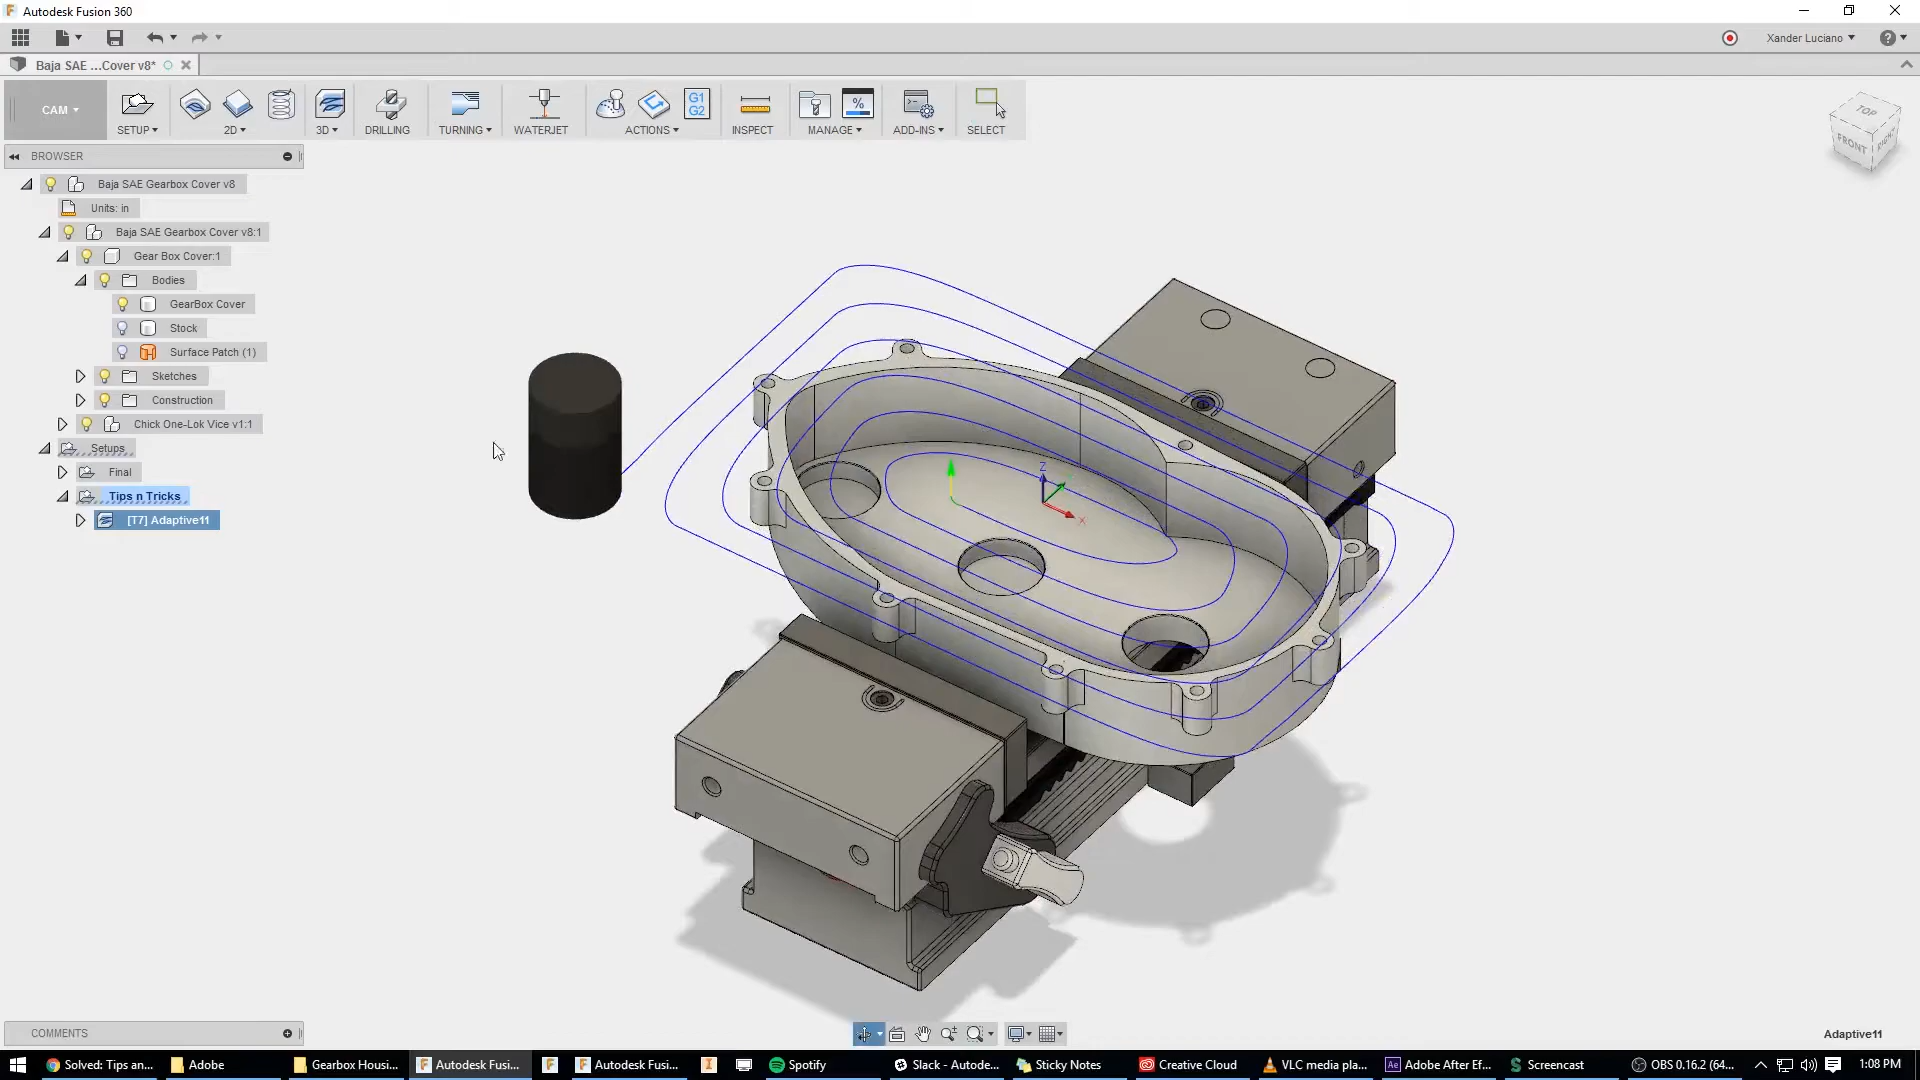 Autodesk Fusion 360
Xander Luciano
Baja SAE ...Cover v8*
CAM
SETUP
2D
3D
DRILLING
TURNING
WATERJET
G1
G2
ACTIONS
INSPECT
%
MANAGE
ADD-INS
SELECT
TOP
FRONT
RIGHT
BROWSER
Baja SAE Gearbox Cover v8
Units: in
Baja SAE Gearbox Cover v8:1
Gear Box Cover:1
Bodies
GearBox Cover
Stock
Surface Patch (1)
Sketches
Construction
Chick One-Lok Vice v1:1
Setups
Final
Tips n Tricks
[T7] Adaptive11
Z
X
COMMENTS
Adaptive11
Solved: Tips an...
Adobe
Gearbox Housi...
Autodesk Fusi...
Autodesk Fusi...
Spotify
Slack - Autode...
Sticky Notes
Creative Cloud
VLC media pla...
Adobe After Ef...
Screencast
OBS 0.16.2 (64...
1:08 PM